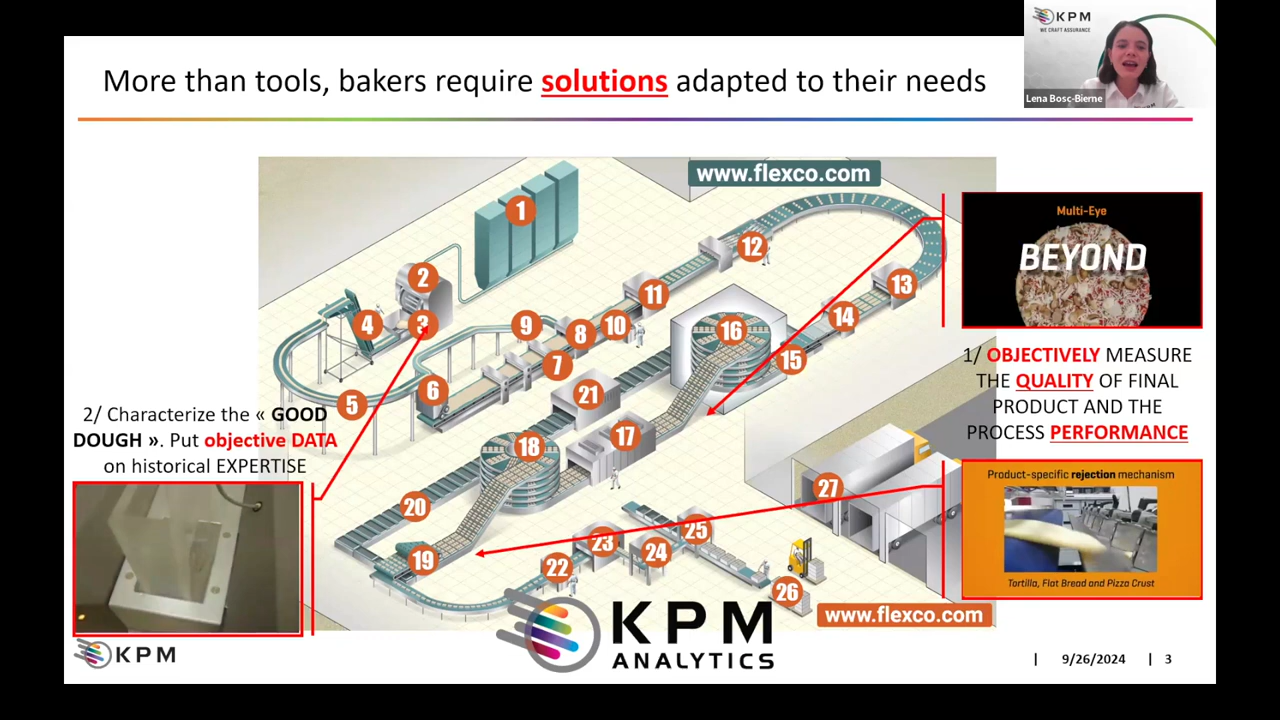 KPM
WE CRAFT ASSURANCE
Lena Bosc-Bierne
More than tools, bakers require solutions adapted to their needs
www.flexco.com
1
2
3
4
5
6
7
8
9
10
11
12
13
14
15
16
17
18
19
20
21
22
23
24
25
26
27
Multi-Eye
BEYOND
1/ OBJECTIVELY MEASURE
THE QUALITY OF FINAL
PRODUCT AND THE
PROCESS PERFORMANCE
2/ Characterize the « GOOD
DOUGH ». Put objective DATA
on historical EXPERTISE
Product-specific rejection mechanism
Tortilla, Flat Bread and Pizza Crust
www.flexco.com
KPM
ANALYTICS
KPM
| 9/26/2024 | 3